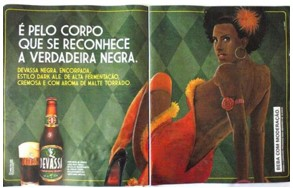 É PELO CORPO
QUE SE RECONHECE
A VERDADEIRA NEGRA.
DEVASSA NEGRA. ENCORPADA,
ESTILO DARK ALE. DE ALTA FERMENTAÇÃO,
CREMOSA E COM AROMA DE MALTE TORRADO.
DEVASSA
BEBA COM MODERAÇÃO